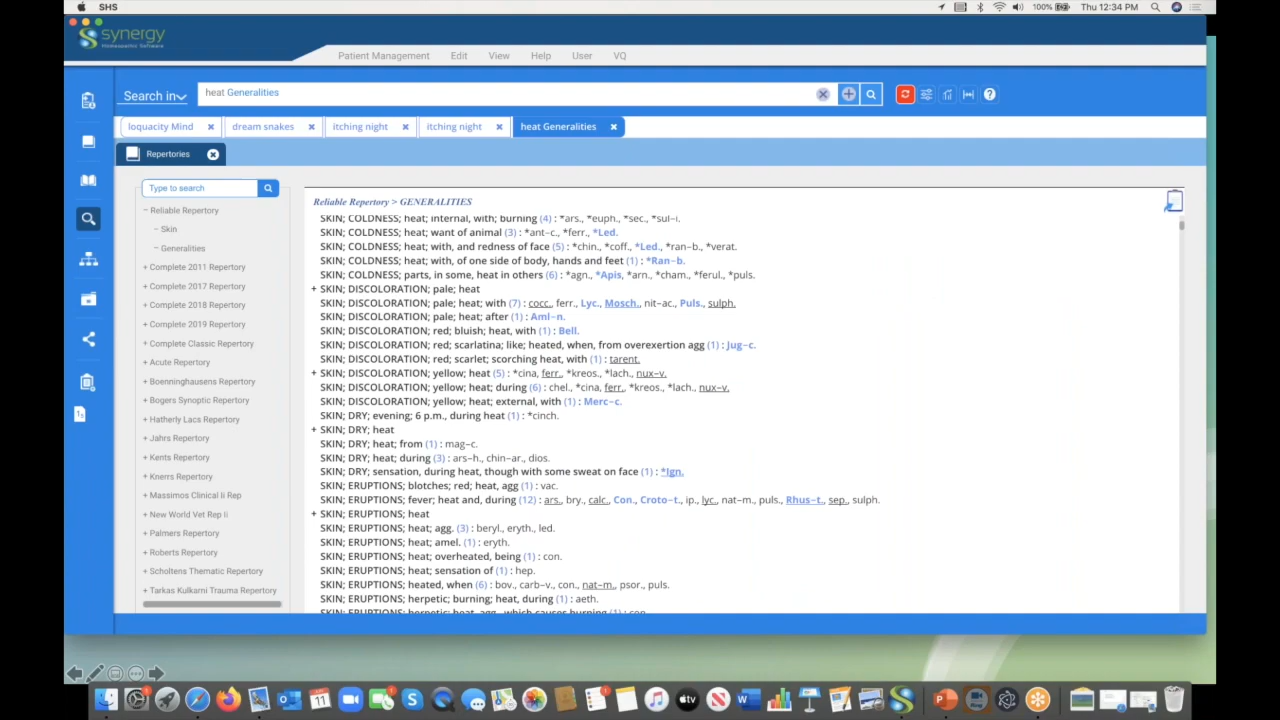 SHS
100%
Thu 12:34 PM
synergy
Homeopathic Software
Patient Management Edit View Help User VQ
Search in
heat Generalities
loquacity Mind
dream snakes
itching night
itching night
heat Generalities
Repertories
Type to search
− Reliable Repertory
− Skin
− Generalities
+ Complete 2011 Repertory
+ Complete 2017 Repertory
+ Complete 2018 Repertory
+ Complete 2019 Repertory
+ Complete Classic Repertory
+ Acute Repertory
+ Boenninghausens Repertory
+ Bogers Synoptic Repertory
+ Hatherly Lacs Repertory
+ Jahrs Repertory
+ Kents Repertory
+ Knerrs Repertory
+ Massimos Clinical Ii Rep
+ New World Vet Rep Ii
+ Palmers Repertory
+ Roberts Repertory
+ Scholtens Thematic Repertory
+ Tarkas Kulkarni Trauma Repertory
Reliable Repertory > GENERALITIES
SKIN; COLDNESS; heat; internal, with; burning (4) : *ars., *euph., *sec., *sul-i.
SKIN; COLDNESS; heat; want of animal (3) : *ant-c., *ferr., *Led.
SKIN; COLDNESS; heat; with, and redness of face (5) : *chin., *coff., *Led., *ran-b., *verat.
SKIN; COLDNESS; heat; with, of one side of body, hands and feet (1) : *Ran-b.
SKIN; COLDNESS; parts, in some, heat in others (6) : *agn., *Apis, *arn., *cham., *ferul., *puls.
+ SKIN; DISCOLORATION; pale; heat
SKIN; DISCOLORATION; pale; heat; with (7) : cocc., ferr., Lyc., Mosch., nit-ac., Puls., sulph.
SKIN; DISCOLORATION; pale; heat; after (1) : Aml-n.
SKIN; DISCOLORATION; red; bluish; heat, with (1) : Bell.
SKIN; DISCOLORATION; red; scarlatina; like; heated, when, from overexertion agg (1) : Jug-c.
SKIN; DISCOLORATION; red; scarlet; scorching heat, with (1) : tarent.
+ SKIN; DISCOLORATION; yellow; heat (5) : *cina, ferr., *kreos., *lach., nux-v.
SKIN; DISCOLORATION; yellow; heat; during (6) : chel., *cina, ferr., *kreos., *lach., nux-v.
SKIN; DISCOLORATION; yellow; heat; external, with (1) : Merc-c.
SKIN; DRY; evening; 6 p.m., during heat (1) : *cinch.
+ SKIN; DRY; heat
SKIN; DRY; heat; from (1) : mag-c.
SKIN; DRY; heat; during (3) : ars-h., chin-ar., dios.
SKIN; DRY; sensation, during heat, though with some sweat on face (1) : *Ign.
SKIN; ERUPTIONS; blotches; red; heat, agg (1) : vac.
SKIN; ERUPTIONS; fever; heat and, during (12) : ars., bry., calc., Con., Croto-t., ip., lyc., nat-m., puls., Rhus-t., sep., sulph.
+ SKIN; ERUPTIONS; heat
SKIN; ERUPTIONS; heat; agg. (3) : beryl., eryth., led.
SKIN; ERUPTIONS; heat; amel. (1) : eryth.
SKIN; ERUPTIONS; heat; overheated, being (1) : con.
SKIN; ERUPTIONS; heat; sensation of (1) : hep.
SKIN; ERUPTIONS; heated, when (6) : bov., carb-v., con., nat-m., psor., puls.
SKIN; ERUPTIONS; herpetic; burning; heat, during (1) : aeth.
SKIN; ERUPTIONS; herpetic; heat, agg., which causes burning (1) : con.
11
tv